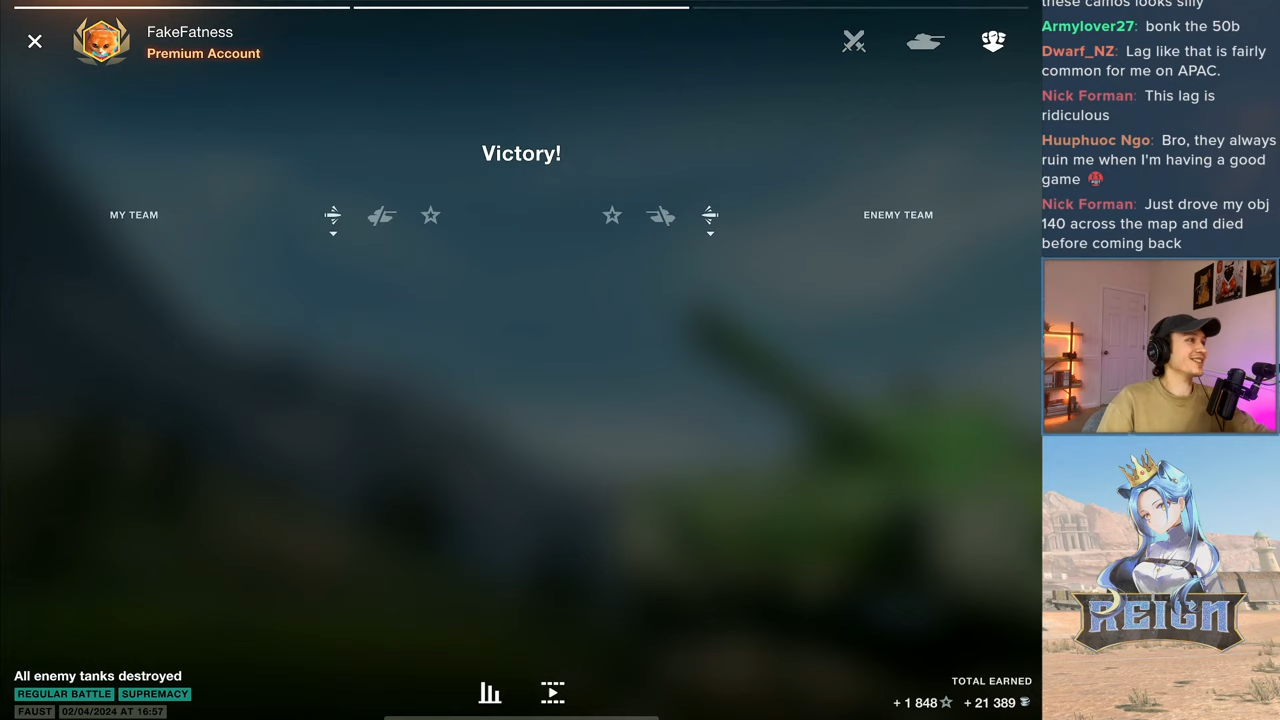 FakeFatness
Premium Account
Victory!
MY TEAM
ENEMY TEAM
All enemy tanks destroyed
REGULAR BATTLE SUPREMACY
FAUST 02/04/2024 AT 16:57
TOTAL EARNED
+ 1 848 + 21 389
these camos looks silly
Armylover27: bonk the 50b
Dwarf_NZ: Lag like that is fairly
common for me on APAC.
Nick Forman: This lag is
ridiculous
Huuphuoc Ngo: Bro, they always
ruin me when I'm having a good
game
Nick Forman: Just drove my obj
140 across the map and died
before coming back
REIGN